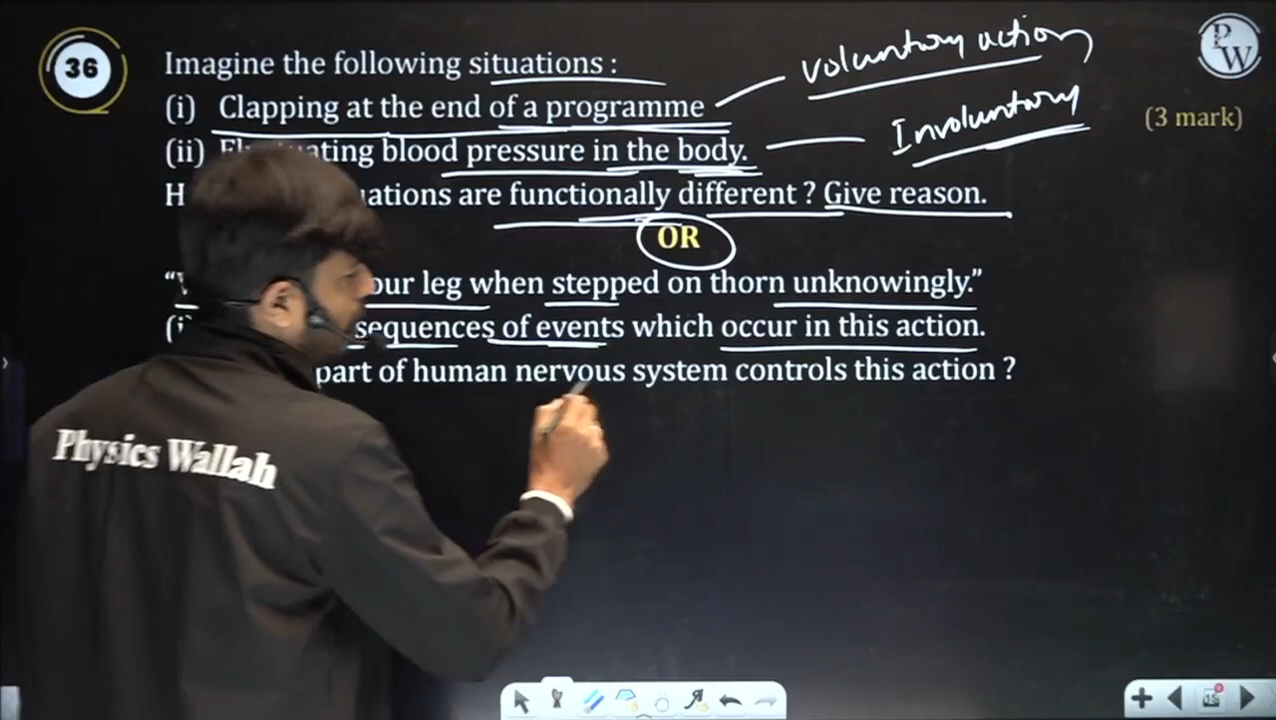 36
Imagine the following situations :
voluntary action
PW
(i) Clapping at the end of a programme
Involuntary
(3 mark)
(ii) blood pressure in the body.
are functionally different ? Give reason.
OR
our leg when stepped on thorn unknowingly.”
sequences of events which occur in this action.
part of human nervous system controls this action ?
Physics Wallah